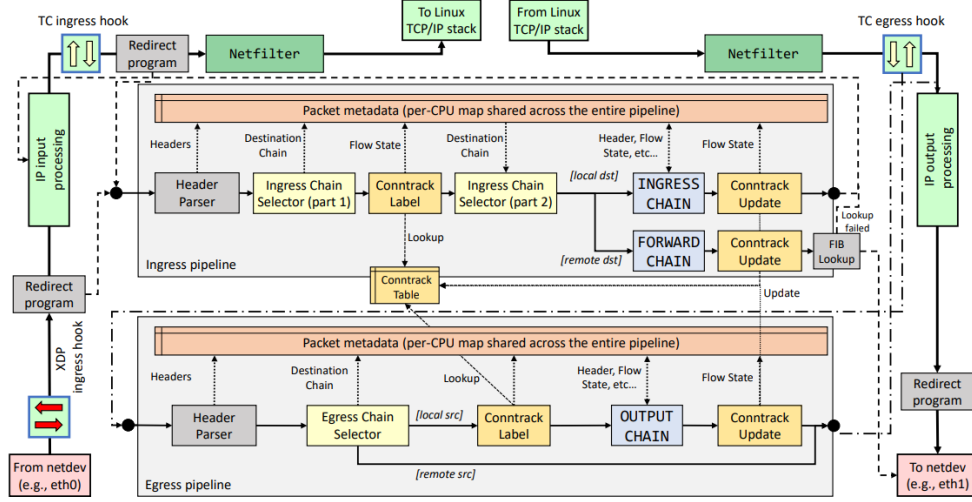 TC ingress hook
To Linux
TCP/IP stack
From Linux
TCP/IP stack
TC egress hook
Redirect
program
Netfilter
Netfilter
IP input
processing
Packet metadata (per-CPU map shared across the entire pipeline)
Headers
Destination
Chain
Flow State
Destination
Chain
Header, Flow
State, etc...
Flow State
Header
Parser
Ingress Chain
Selector (part 1)
Conntrack
Label
Ingress Chain
Selector (part 2)
[local dst]
INGRESS
CHAIN
Conntrack
Update
Lookup
failed
Lookup
[remote dst]
FORWARD
CHAIN
Conntrack
Update
FIB
Lookup
Ingress pipeline
IP output
processing
Redirect
program
Conntrack
Table
Update
XDP
ingress hook
Packet metadata (per-CPU map shared across the entire pipeline)
Headers
Destination
Chain
Lookup
Header, Flow
State, etc...
Flow State
Header
Parser
Egress Chain
Selector
[local src]
Conntrack
Label
OUTPUT
CHAIN
Conntrack
Update
[remote src]
Egress pipeline
Redirect
program
From netdev
(e.g., eth0)
To netdev
(e.g., eth1)